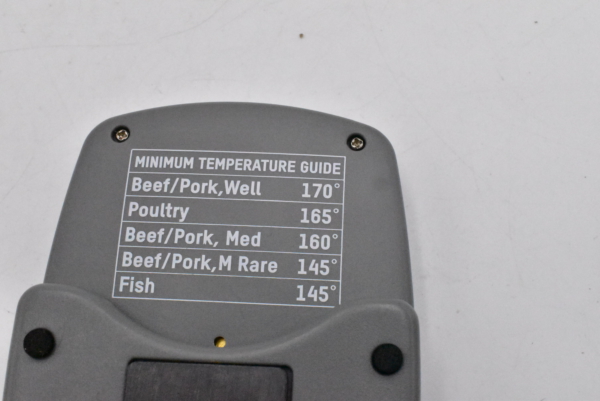 MINIMUM TEMPERATURE GUIDE
Beef/Pork,Well 170°
Poultry 165°
Beef/Pork, Med 160°
Beef/Pork,M Rare 145°
Fish 145°